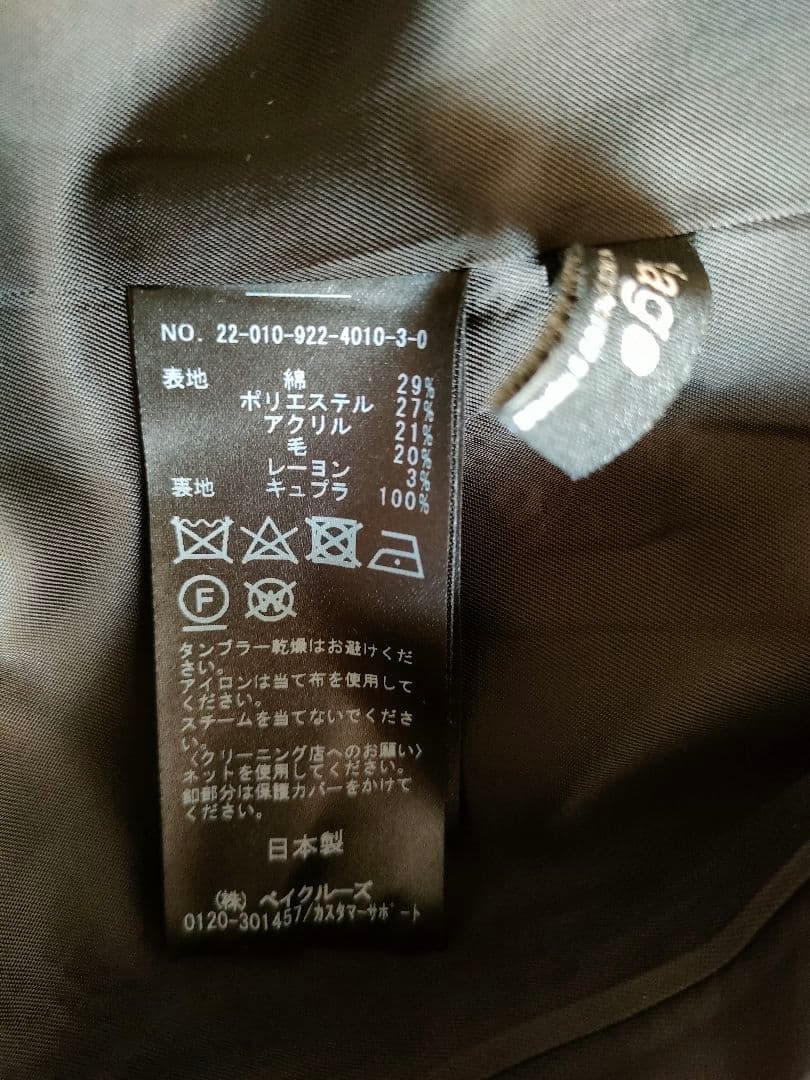 NO. 22-010-922-4010-3-0
表地 綿 29%
ポリエステル 27%
アクリル 21%
毛 20%
レーヨン 3%
裏地 キュプラ 100%
F W
タンブラー乾燥はお避けくだ
さい。
アイロンは当て布を使用して
ください。
スチームを当てないでくださ
い。
〈クリーニング店へのお願い〉
ネットを使用してください。
釦部分は保護カバーをかけて
ください。
日本製
(株) ベイクルーズ
0120-301457/カスタマーサポート